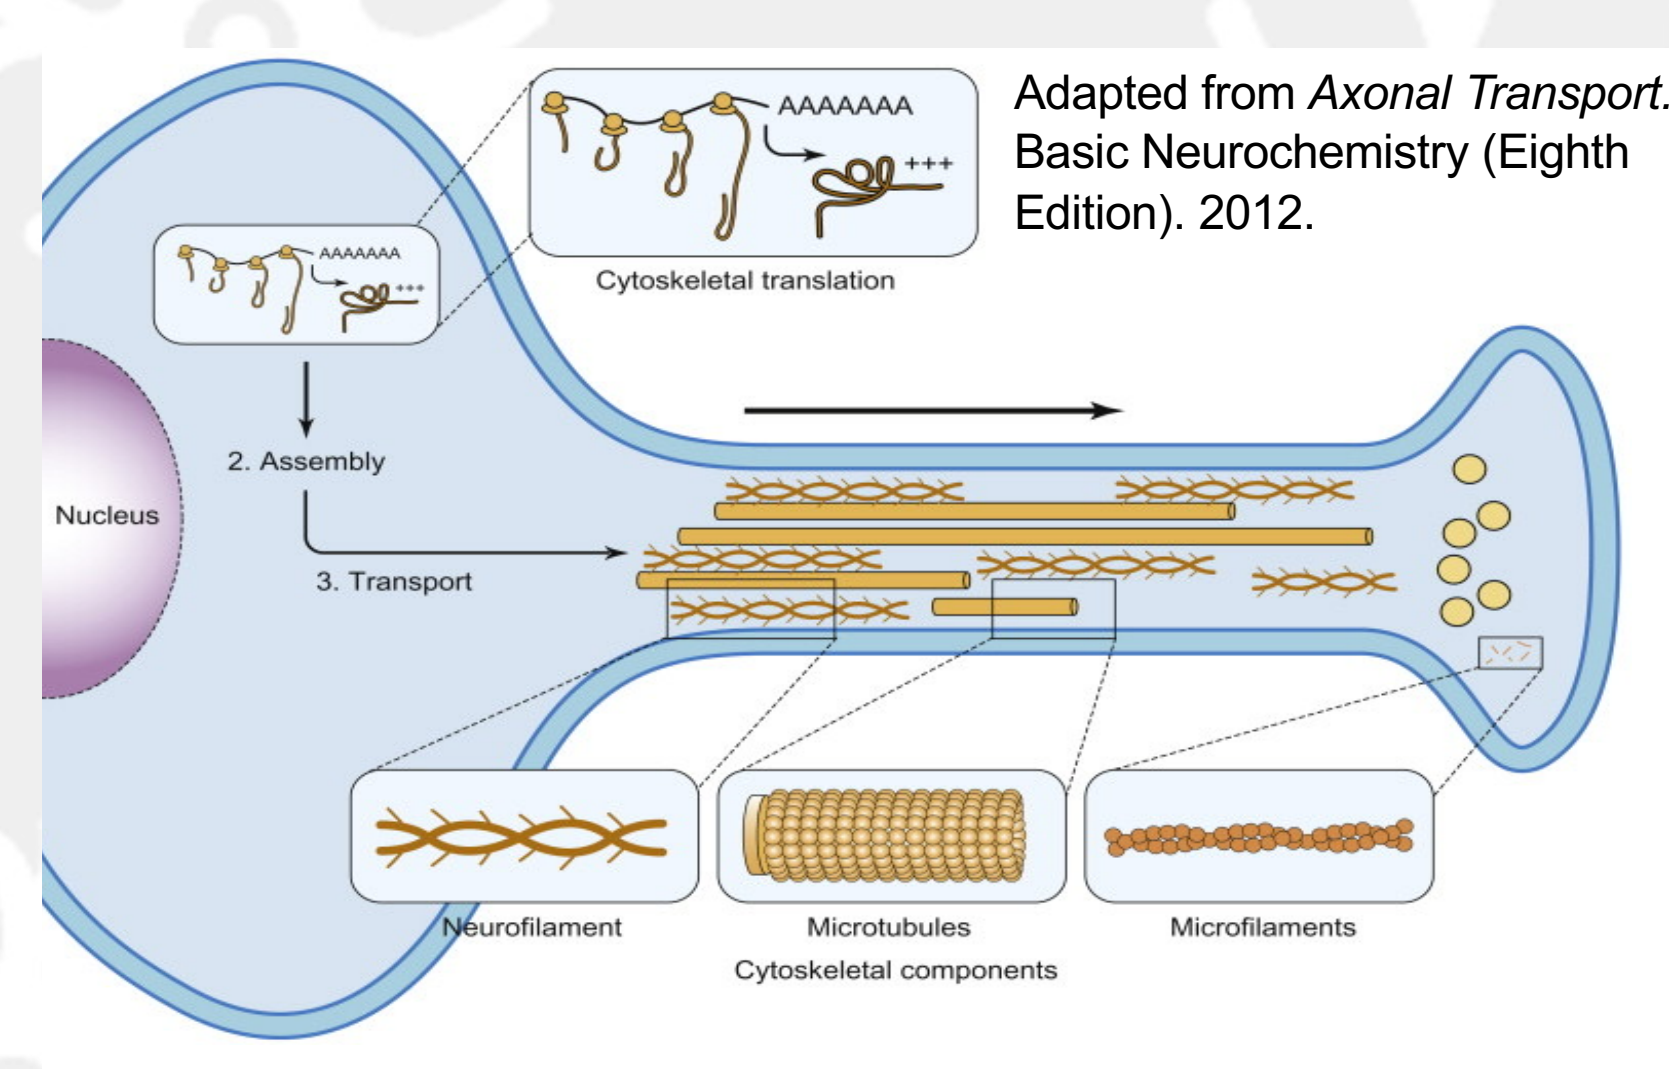 Adapted from Axonal Transport.
Basic Neurochemistry (Eighth
Edition). 2012.
AAAAAAA
+++
Cytoskeletal translation
AAAAAAA
+++
2. Assembly
Nucleus
3. Transport
Neurofilament
Microtubules
Microfilaments
Cytoskeletal components